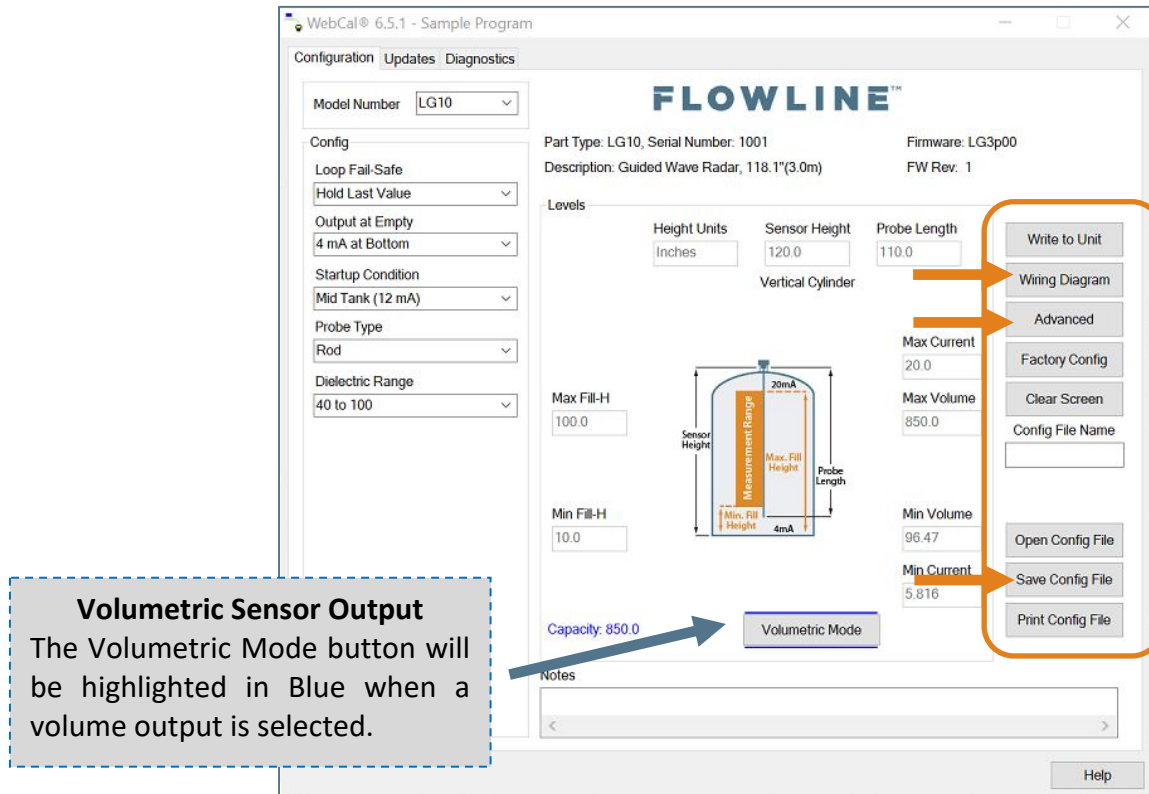 WebCal® 6.5.1 - Sample Program
Configuration Updates Diagnostics
Model Number LG10
FLOWLINE™
Config
Part Type: LG10, Serial Number: 1001 Firmware: LG3p00
Description: Guided Wave Radar, 118.1"(3.0m) FW Rev: 1
Loop Fail-Safe
Hold Last Value
Output at Empty
4 mA at Bottom
Startup Condition
Mid Tank (12 mA)
Probe Type
Rod
Dielectric Range
40 to 100
Levels
Height Units Sensor Height Probe Length
Inches 120.0 110.0
Vertical Cylinder
Max Current
20.0
Max Fill-H Max Volume
100.0 850.0
20mA
Sensor
Height
Measurement Range
Max. Fill
Height
Probe
Length
Min. Fill
Height
4mA
Min Fill-H Min Volume
10.0 96.47
Min Current
5.816
Capacity: 850.0 Volumetric Mode
Write to Unit
Wiring Diagram
Advanced
Factory Config
Clear Screen
Config File Name
Open Config File
Save Config File
Print Config File
Notes
Help
Volumetric Sensor Output
The Volumetric Mode button will
be highlighted in Blue when a
volume output is selected.